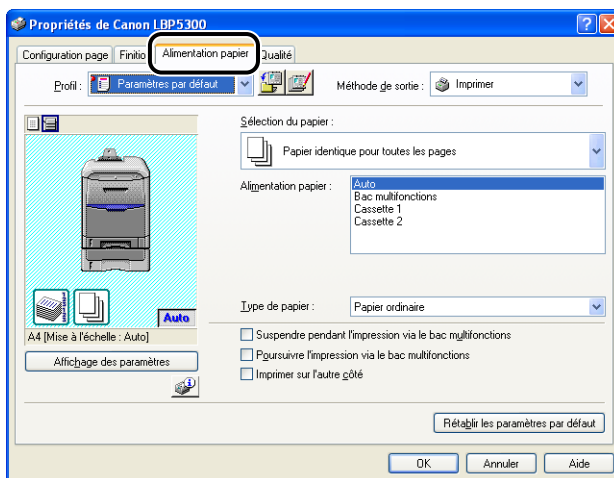 Propriétés de Canon LBP5300
Configuration page
Alimentation papier
Qualité
Profil :
Paramètres par défaut
Méthode de sortie :
Imprimer
Sélection du papier :
Papier identique pour toutes les pages
Alimentation papier :
Auto
Bac multifonctions
Cassette 1
Cassette 2
Auto
A4 [Mise à l'échelle : Auto]
Type de papier :
Papier ordinaire
Affichage des paramètres
Suspendre pendant l'impression via le bac multifonctions
Poursuivre l'impression via le bac multifonctions
Imprimer sur l'autre côté
Rétablir les paramètres par défaut
OK
Annuler
Aide